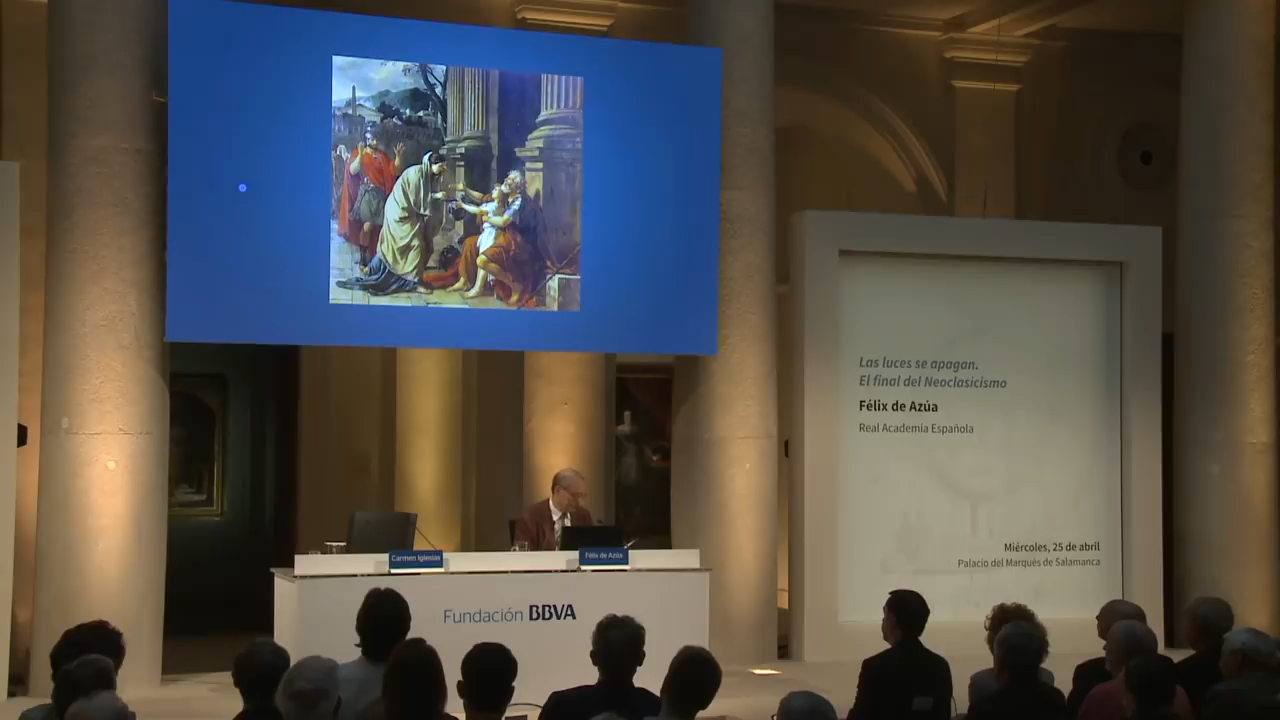 Las luces se apagan.
El final del Neoclasicismo
Félix de Azúa
Real Academia Española
Miércoles, 25 de abril
Palacio del Marqués de Salamanca
Carmen Iglesias
Félix de Azúa
Fundación BBVA